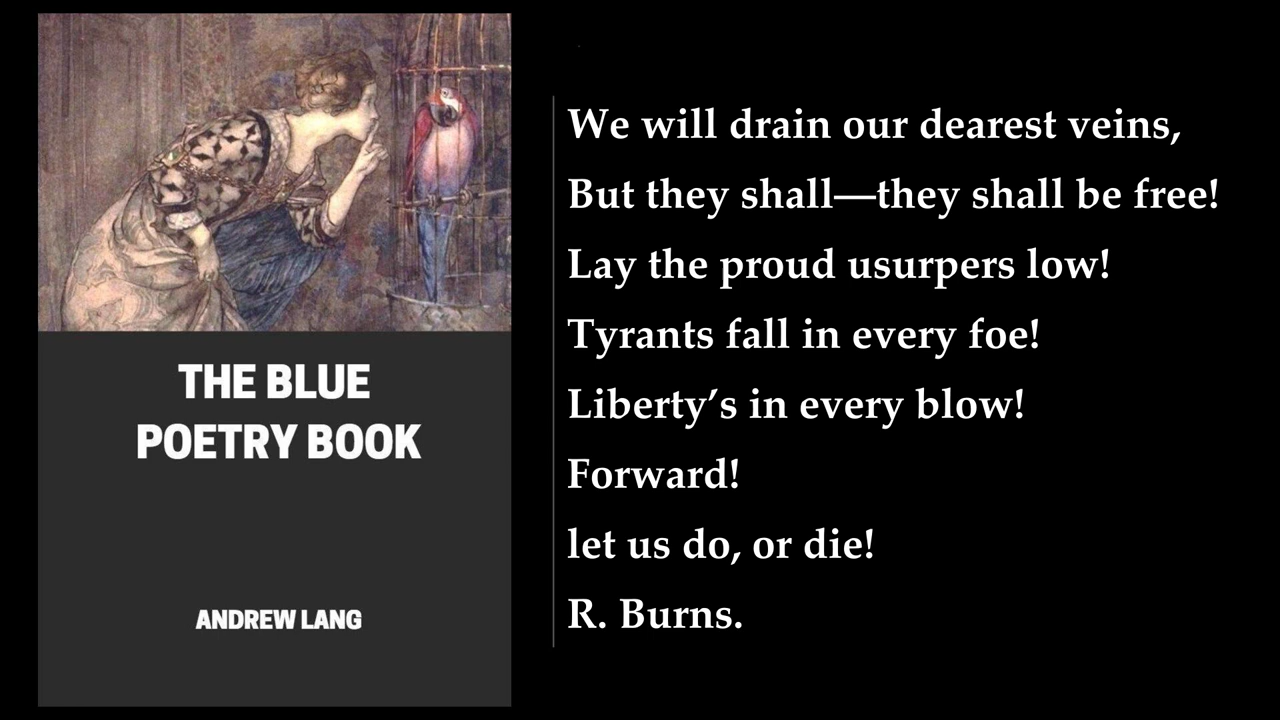 THE BLUE
POETRY BOOK
ANDREW LANG
We will drain our dearest veins,
But they shall—they shall be free!
Lay the proud usurpers low!
Tyrants fall in every foe!
Liberty’s in every blow!
Forward!
let us do, or die!
R. Burns.